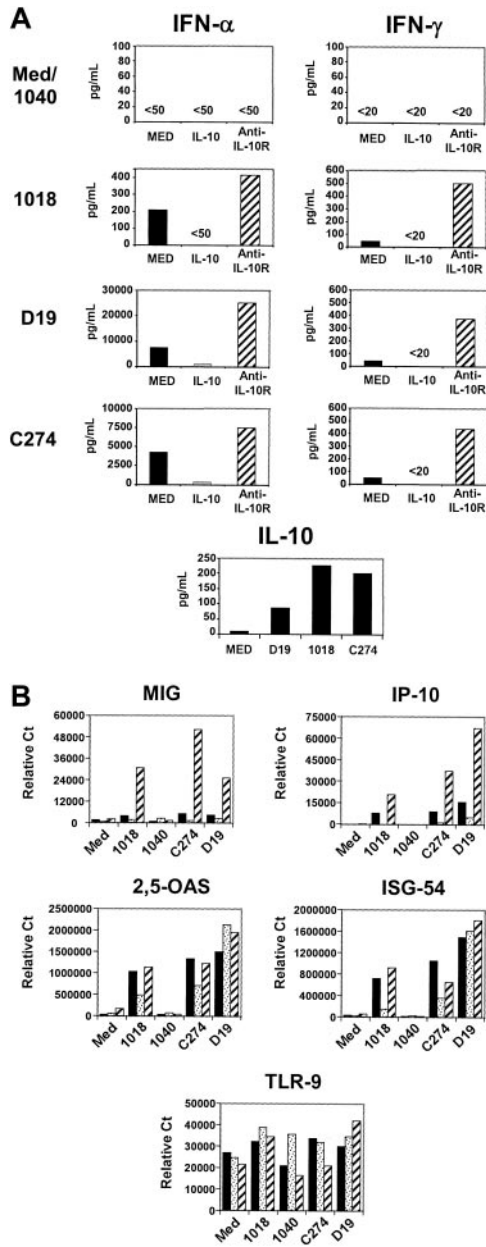 A
IFN-α IFN-γ
Med/
1040
pg/mL
100
80
60
40
20
0
<50 <50 <50
MED IL-10 Anti-
IL-10R
pg/mL
100
80
60
40
20
0
<20 <20 <20
MED IL-10 Anti-
IL-10R
1018
pg/mL
400
300
200
100
0
<50
MED IL-10 Anti-
IL-10R
pg/mL
600
500
400
300
200
100
0
<20
MED IL-10 Anti-
IL-10R
D19
pg/mL
30000
20000
10000
0
MED IL-10 Anti-
IL-10R
pg/mL
600
500
400
300
200
100
0
<20
MED IL-10 Anti-
IL-10R
C274
pg/mL
10000
7500
5000
2500
0
MED IL-10 Anti-
IL-10R
pg/mL
600
500
400
300
200
100
0
<20
MED IL-10 Anti-
IL-10R
IL-10
pg/mL
250
200
150
100
50
0
MED D19 1018 C274
B
MIG
Relative Ct
60000
48000
36000
24000
12000
0
Med 1018 1040 C274 D19
IP-10
Relative Ct
75000
60000
45000
30000
15000
0
Med 1018 1040 C274 D19
2,5-OAS
Relative Ct
2500000
2000000
1500000
1000000
500000
0
Med 1018 1040 C274 D19
ISG-54
Relative Ct
2000000
1600000
1200000
800000
400000
0
Med 1018 1040 C274 D19
TLR-9
Relative Ct
50000
40000
30000
20000
10000
0
Med 1018 1040 C274 D19